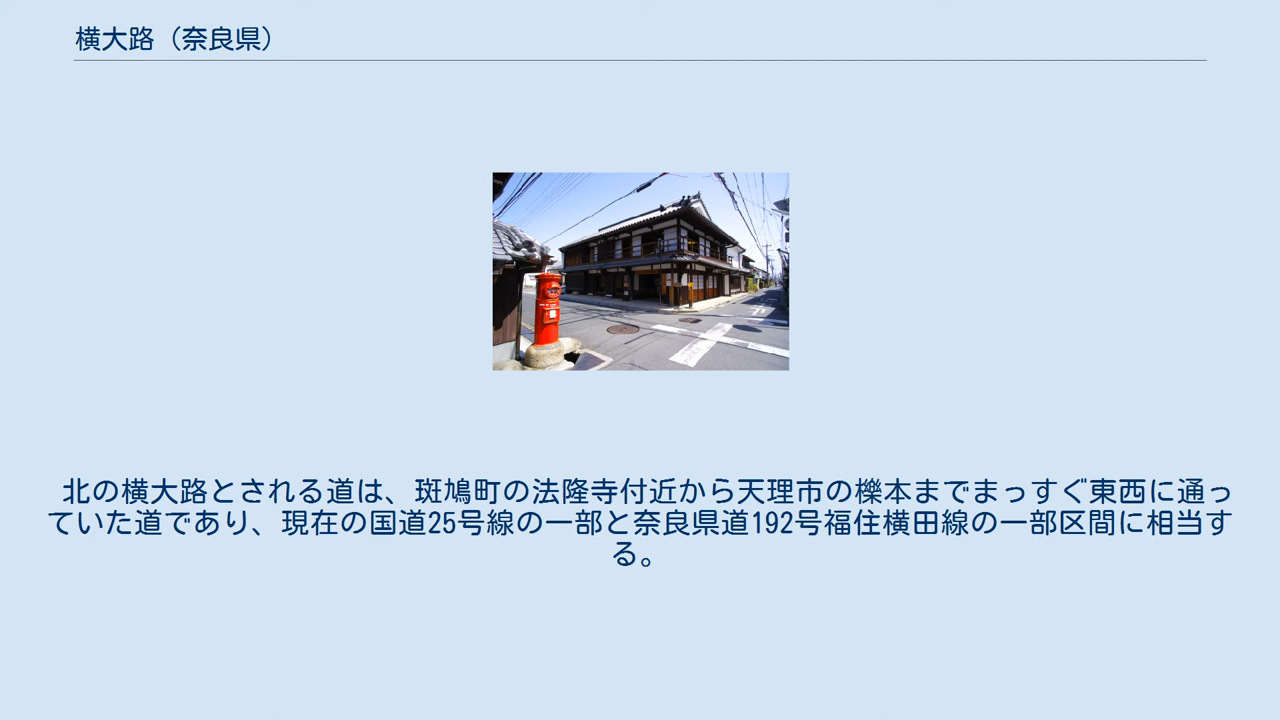 横大路（奈良県）
北の横大路とされる道は、斑鳩町の法隆寺付近から天理市の櫟本までまっすぐ東西に通っ
ていた道であり、現在の国道25号線の一部と奈良県道192号福住横田線の一部区間に相当す
る。